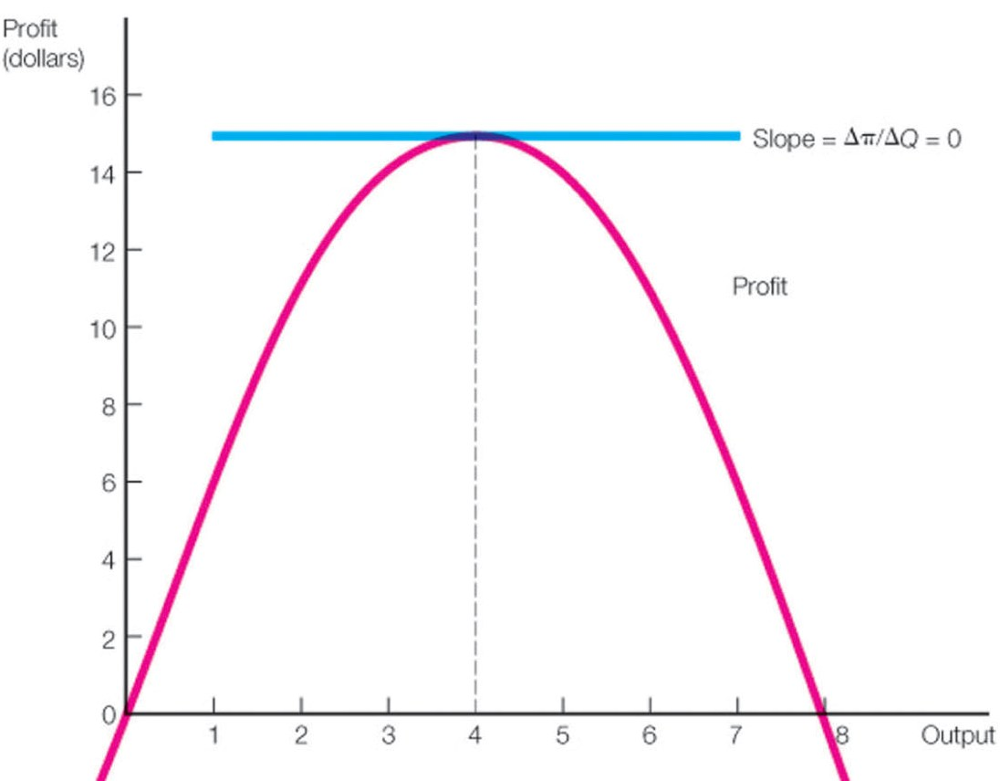 Profit
(dollars)
16
Slope = Δπ/ΔQ = 0
14
12
Profit
10
8
6
4
2
0
1 2 3 4 5 6 7 8 Output